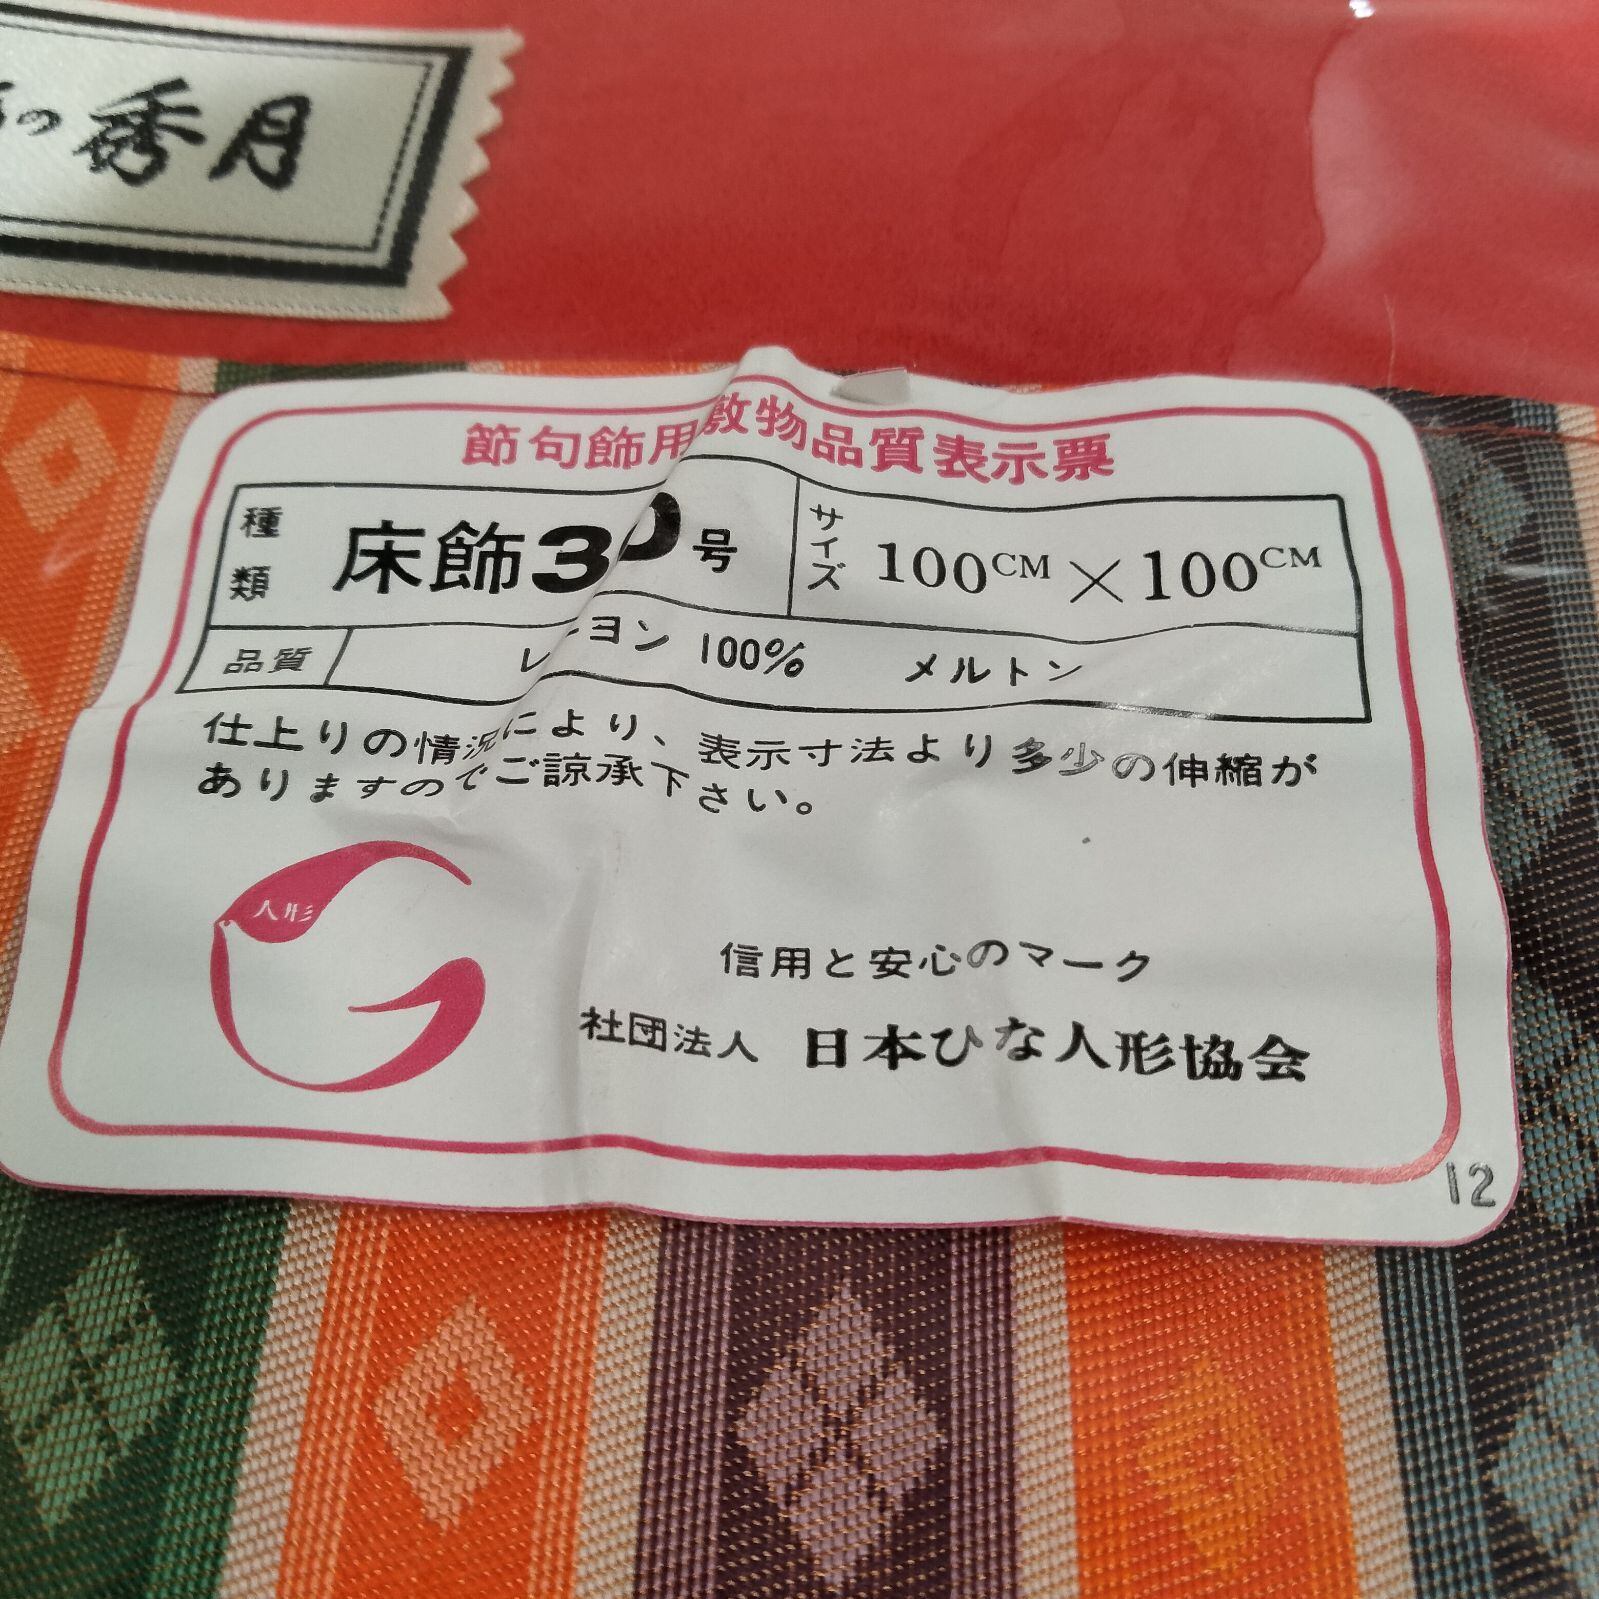 の秀月
節句飾用敷物品質表示票
種類 床飾30号 サイズ 100CM×100CM
品質 レーヨン 100% メルトン
仕上りの情況により、表示寸法より多少の伸縮が
ありますのでご諒承下さい。
人形
信用と安心のマーク
社団法人 日本ひな人形協会
12